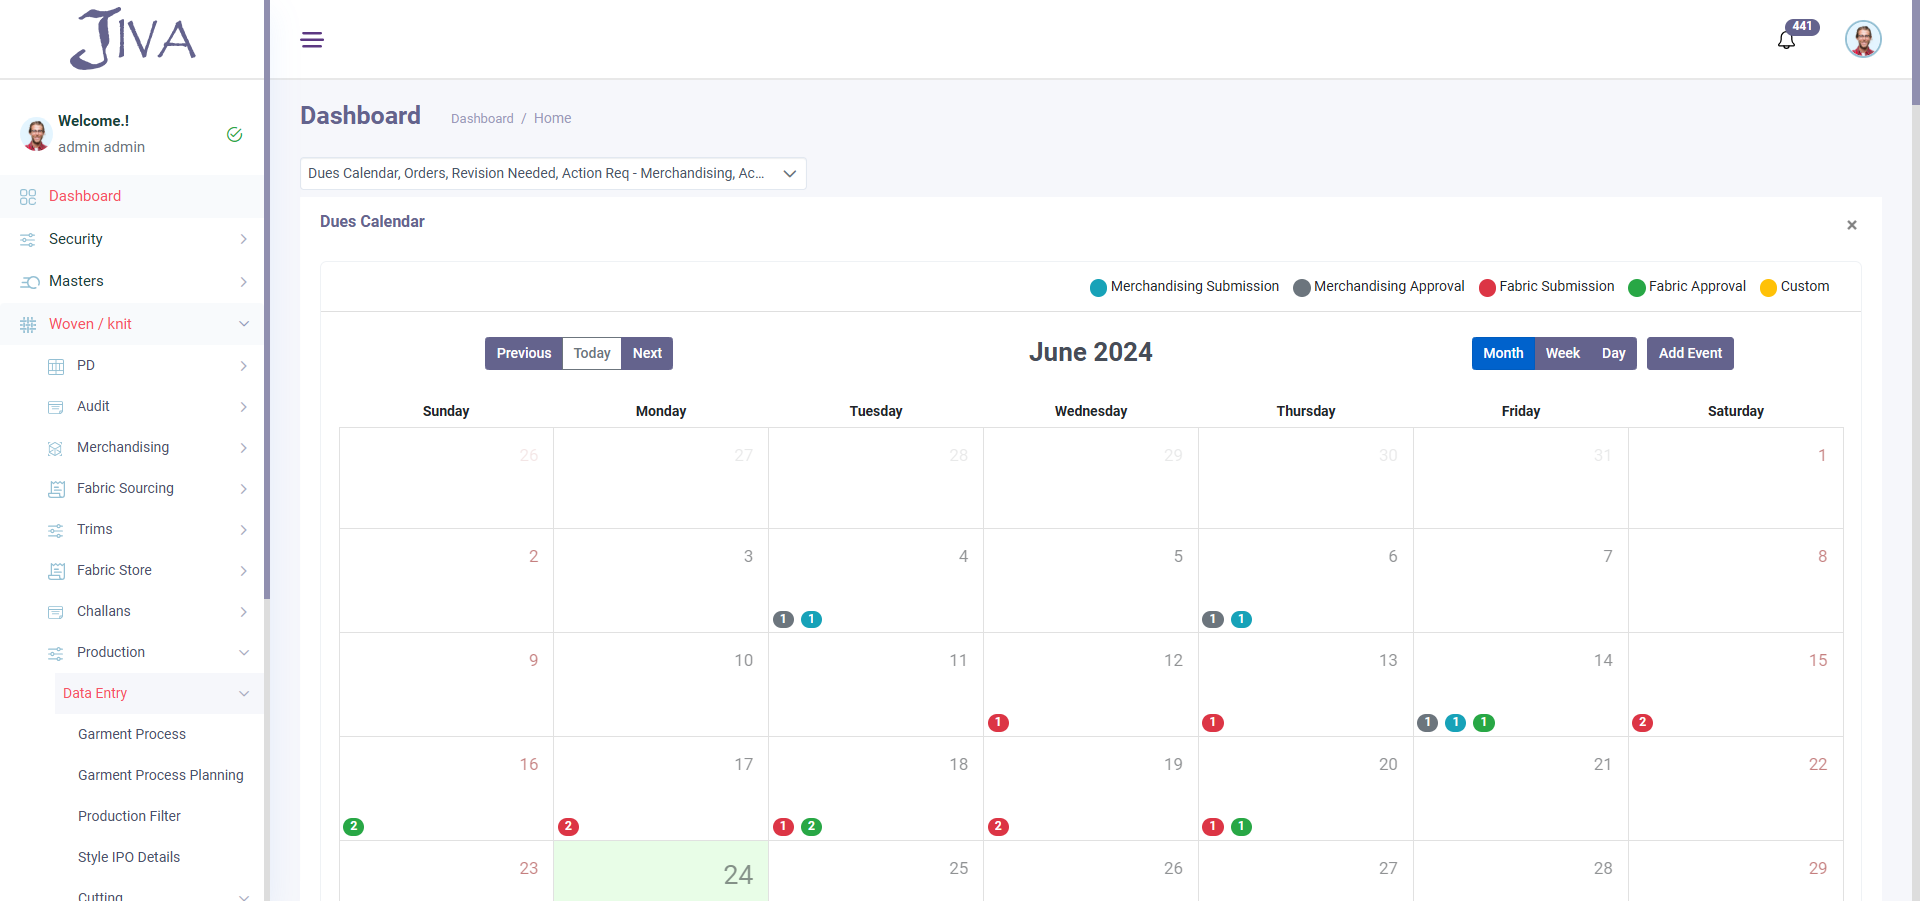 JIVA
441
Welcome.!
admin admin
Dashboard
Security
Masters
Woven / knit
PD
Audit
Merchandising
Fabric Sourcing
Trims
Fabric Store
Challans
Production
Data Entry
Garment Process
Garment Process Planning
Production Filter
Style IPO Details
Cutting
Dashboard
Dashboard / Home
Dues Calendar, Orders, Revision Needed, Action Req - Merchandising, Ac...
Dues Calendar
×
Merchandising Submission Merchandising Approval Fabric Submission Fabric Approval Custom
Previous Today Next
June 2024
Month Week Day Add Event
Sunday Monday Tuesday Wednesday Thursday Friday Saturday
26 27 28 29 30 31 1
2 3 4 5 6 7 8
1 1 1 1
9 10 11 12 13 14 15
1 1 1 1 1 2
16 17 18 19 20 21 22
2 2 1 2 2 1 1
23 24 25 26 27 28 29